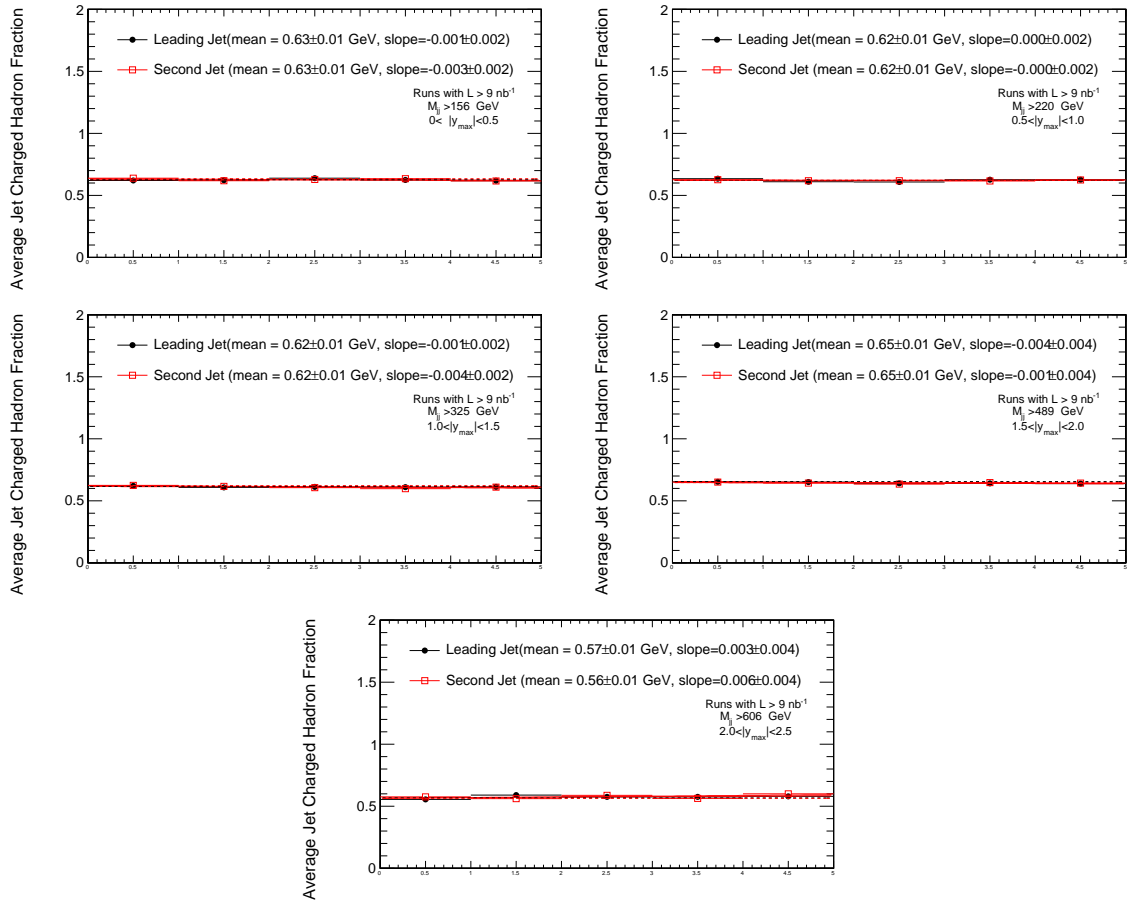 Average Jet Charged Hadron Fraction
2
1.5
1
0.5
0
Leading Jet(mean = 0.63±0.01 GeV, slope=-0.001±0.002)
Second Jet (mean = 0.63±0.01 GeV, slope=-0.003±0.002)
Runs with L > 9 nb-1
Mjj >156 GeV
0< |ymax|<0.5
0 0.5 1 1.5 2 2.5 3 3.5 4 4.5 5
Average Jet Charged Hadron Fraction
2
1.5
1
0.5
0
Leading Jet(mean = 0.62±0.01 GeV, slope=0.000±0.002)
Second Jet (mean = 0.62±0.01 GeV, slope=-0.000±0.002)
Runs with L > 9 nb-1
Mjj >220 GeV
0.5<|ymax|<1.0
0 0.5 1 1.5 2 2.5 3 3.5 4 4.5 5
Average Jet Charged Hadron Fraction
2
1.5
1
0.5
0
Leading Jet(mean = 0.62±0.01 GeV, slope=-0.001±0.002)
Second Jet (mean = 0.62±0.01 GeV, slope=-0.004±0.002)
Runs with L > 9 nb-1
Mjj >325 GeV
1.0<|ymax|<1.5
0 0.5 1 1.5 2 2.5 3 3.5 4 4.5 5
Average Jet Charged Hadron Fraction
2
1.5
1
0.5
0
Leading Jet(mean = 0.65±0.01 GeV, slope=-0.004±0.004)
Second Jet (mean = 0.65±0.01 GeV, slope=-0.001±0.004)
Runs with L > 9 nb-1
Mjj >489 GeV
1.5<|ymax|<2.0
0 0.5 1 1.5 2 2.5 3 3.5 4 4.5 5
Average Jet Charged Hadron Fraction
2
1.5
1
0.5
0
Leading Jet(mean = 0.57±0.01 GeV, slope=0.003±0.004)
Second Jet (mean = 0.56±0.01 GeV, slope=0.006±0.004)
Runs with L > 9 nb-1
Mjj >606 GeV
2.0<|ymax|<2.5
0 0.5 1 1.5 2 2.5 3 3.5 4 4.5 5